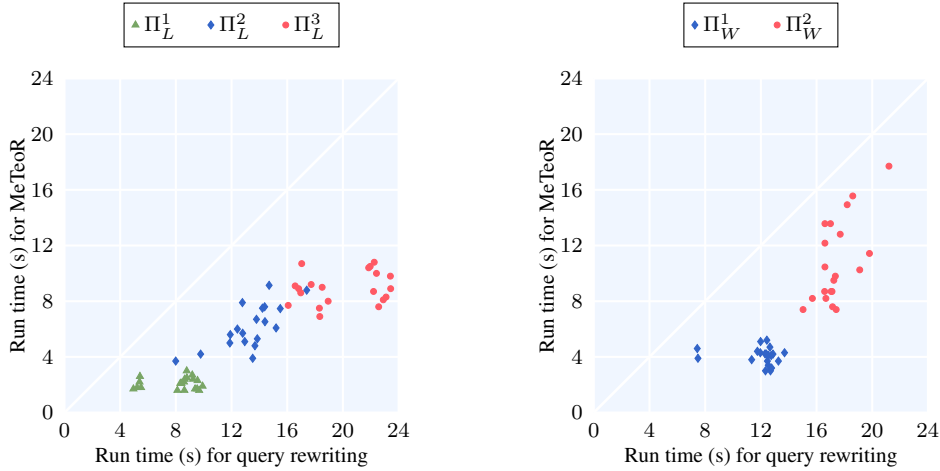 Π_L^1 Π_L^2 Π_L^3
24
20
16
12
8
4
0
0 4 8 12 16 20 24
Run time (s) for MeTeoR
Run time (s) for query rewriting
Π_W^1 Π_W^2
24
20
16
12
8
4
0
0 4 8 12 16 20 24
Run time (s) for MeTeoR
Run time (s) for query rewriting